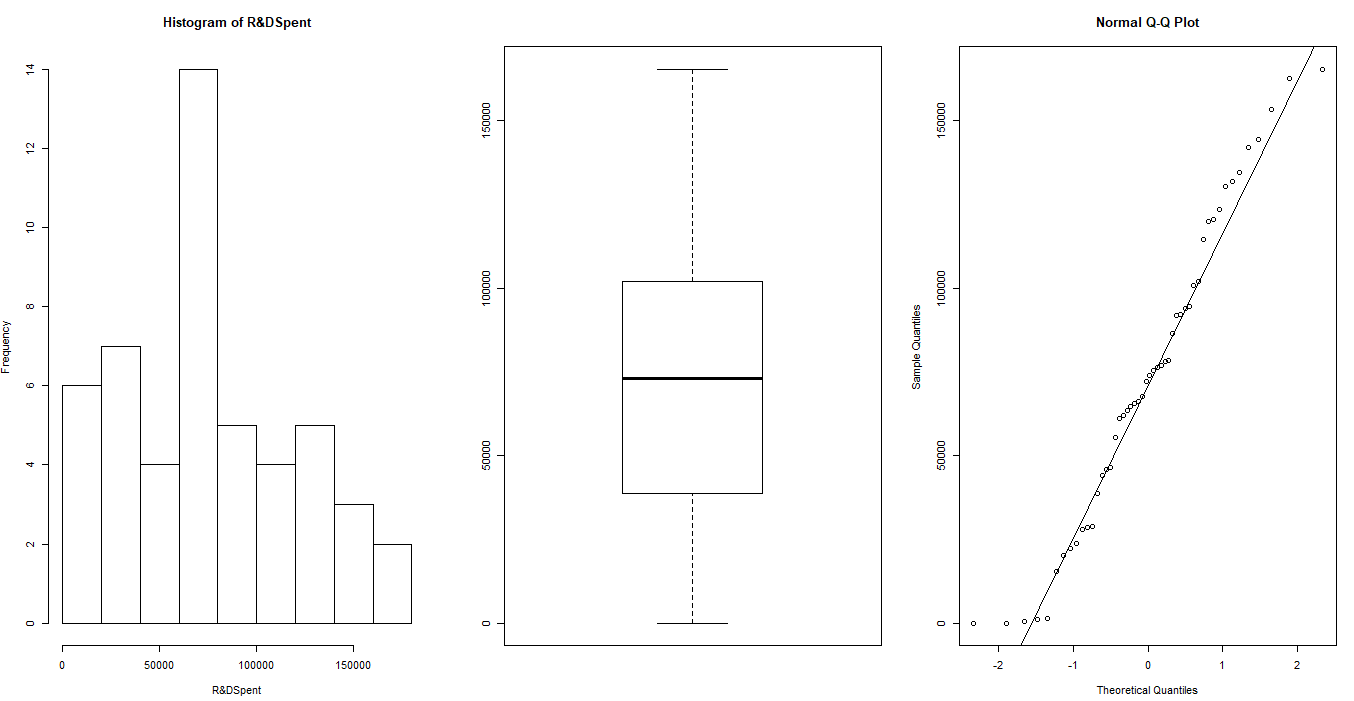 Histogram of R&DSpent
Frequency
14
12
10
8
6
4
2
0
0 50000 100000 150000
R&DSpent
150000
100000
50000
0
Normal Q-Q Plot
Sample Quantiles
150000
100000
50000
0
-2 -1 0 1 2
Theoretical Quantiles